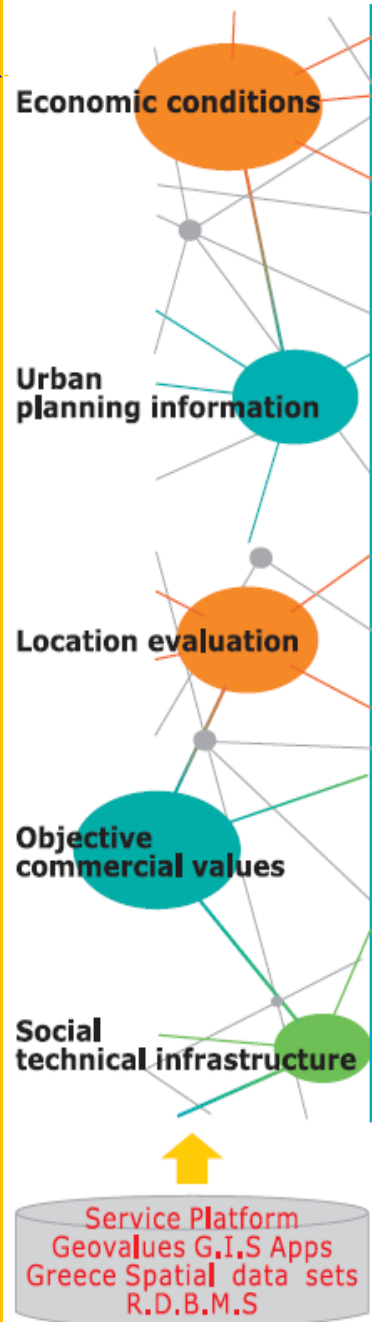 Economic conditions
Urban
planning information
Location evaluation
Objective
commercial values
Social
technical infrastructure
Service Platform
Geovalues G.I.S Apps
Greece Spatial data sets
R.D.B.M.S